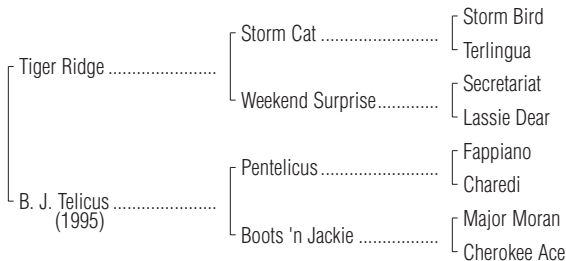 Storm Bird
Storm Cat ........................
Terlingua
Tiger Ridge ......................
Secretariat
Weekend Surprise.............
Lassie Dear
Fappiano
Pentelicus ........................
Charedi
B. J. Telicus .....................
(1995)
Major Moran
Boots 'n Jackie ................
Cherokee Ace